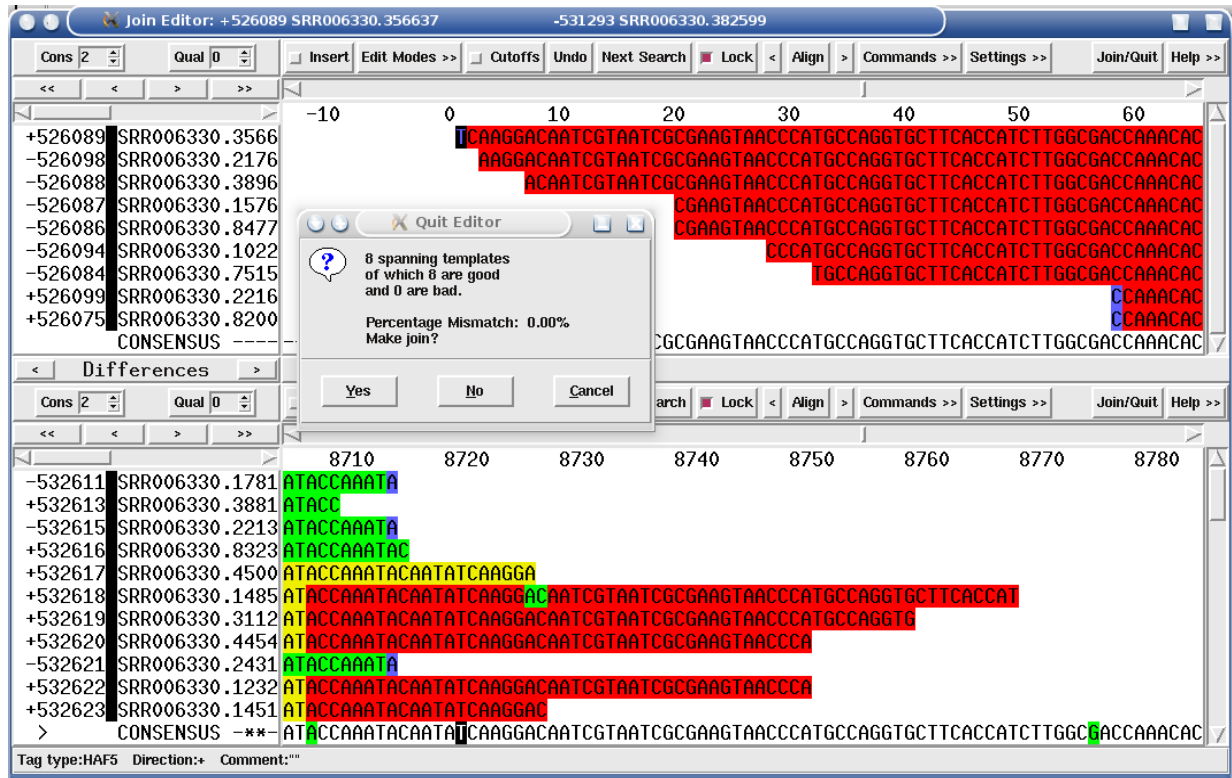 Join Editor: +526089 SRR006330.356637 -531293 SRR006330.382599
Cons 2 Qual 0 Insert Edit Modes >> Cutoffs Undo Next Search Lock < Align > Commands >> Settings >> Join/Quit Help >>
<< < > >>
-10 0 10 20 30 40 50 60
+526089 SRR006330.3566 TCAAGGACAATCGTAATCGCGAAGTAACCCATGCCAGGTGCTTCACCATCTTGGCGACCAAACAC
-526098 SRR006330.2176 AAGGACAATCGTAATCGCGAAGTAACCCATGCCAGGTGCTTCACCATCTTGGCGACCAAACAC
-526088 SRR006330.3896 ACAATCGTAATCGCGAAGTAACCCATGCCAGGTGCTTCACCATCTTGGCGACCAAACAC
-526087 SRR006330.1576 CGAAGTAACCCATGCCAGGTGCTTCACCATCTTGGCGACCAAACAC
-526086 SRR006330.8477 CGAAGTAACCCATGCCAGGTGCTTCACCATCTTGGCGACCAAACAC
-526094 SRR006330.1022 CCCATGCCAGGTGCTTCACCATCTTGGCGACCAAACAC
-526084 SRR006330.7515 TGCCAGGTGCTTCACCATCTTGGCGACCAAACAC
+526099 SRR006330.2216 CCAAACAC
+526075 SRR006330.8200 CCAAACAC
CONSENSUS ----- CGCGAAGTAACCCATGCCAGGTGCTTCACCATCTTGGCGACCAAACAC
Quit Editor
8 spanning templates
of which 8 are good
and 0 are bad.
Percentage Mismatch: 0.00%
Make join?
Yes No Cancel
< Differences >
Cons 2 Qual 0 arch Lock < Align > Commands >> Settings >> Join/Quit Help >>
<< < > >>
8710 8720 8730 8740 8750 8760 8770 8780
-532611 SRR006330.1781 ATACCAAATA
+532613 SRR006330.3881 ATACC
-532615 SRR006330.2213 ATACCAAATA
+532616 SRR006330.8323 ATACCAAATAC
+532617 SRR006330.4500 ATACCAAATACAATATCAAGGA
+532618 SRR006330.1485 ATACCAAATACAATATCAAGGACAATCGTAATCGCGAAGTAACCCATGCCAGGTGCTTCACCAT
+532619 SRR006330.3112 ATACCAAATACAATATCAAGGACAATCGTAATCGCGAAGTAACCCATGCCAGGTG
+532620 SRR006330.4454 ATACCAAATACAATATCAAGGACAATCGTAATCGCGAAGTAACCCA
-532621 SRR006330.2431 ATACCAAATA
+532622 SRR006330.1232 ATACCAAATACAATATCAAGGACAATCGTAATCGCGAAGTAACCCA
+532623 SRR006330.1451 ATACCAAATACAATATCAAGGAC
> CONSENSUS -**- ATACCAAATACAATATCAAGGACAATCGTAATCGCGAAGTAACCCATGCCAGGTGCTTCACCATCTTGGCGACCAAACAC
Tag type:HAF5 Direction:+ Comment:""